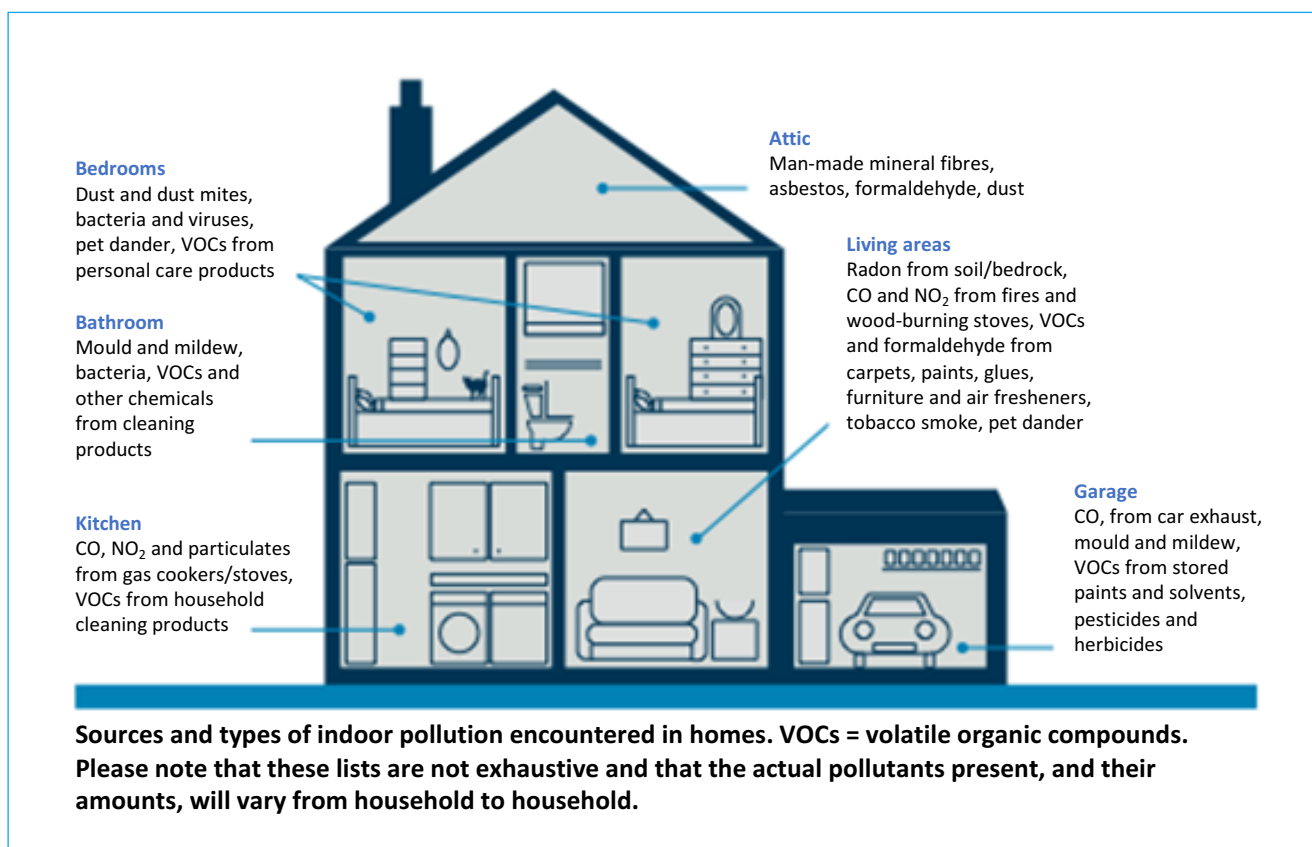 Bedrooms
Dust and dust mites,
bacteria and viruses,
pet dander, VOCs from
personal care products
Bathroom
Mould and mildew,
bacteria, VOCs and
other chemicals
from cleaning
products
Kitchen
CO, NO₂ and particulates
from gas cookers/stoves,
VOCs from household
cleaning products
Attic
Man-made mineral fibres,
asbestos, formaldehyde, dust
Living areas
Radon from soil/bedrock,
CO and NO₂ from fires and
wood-burning stoves, VOCs
and formaldehyde from
carpets, paints, glues,
furniture and air fresheners,
tobacco smoke, pet dander
Garage
CO, from car exhaust,
mould and mildew,
VOCs from stored
paints and solvents,
pesticides and
herbicides
Sources and types of indoor pollution encountered in homes. VOCs = volatile organic compounds.
Please note that these lists are not exhaustive and that the actual pollutants present, and their
amounts, will vary from household to household.